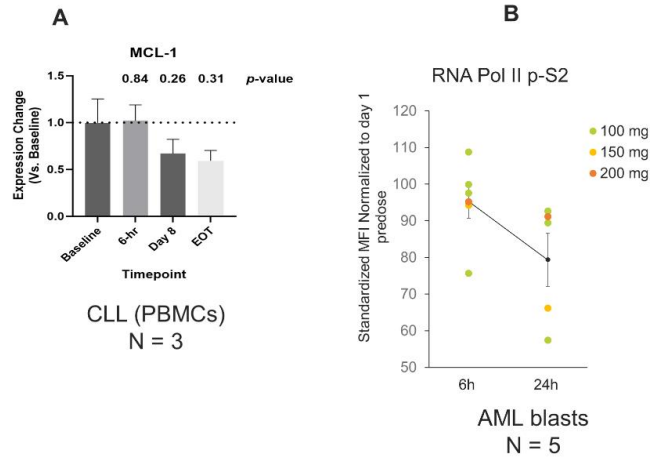 A
MCL-1
0.84 0.26 0.31 p-value
1.5
1.0
0.5
0.0
Expression Change
(Vs. Baseline)
Baseline
6-hr
Day 8
EOT
Timepoint
CLL (PBMCs)
N = 3
B
RNA Pol II p-S2
120
110
100
90
80
70
60
50
Standardized MFI Normalized to day 1
predose
100 mg
150 mg
200 mg
6h
24h
AML blasts
N = 5